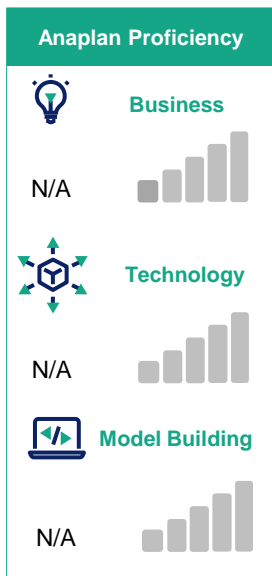 Anaplan Proficiency
Business
N/A
Technology
N/A
Model Building
N/A